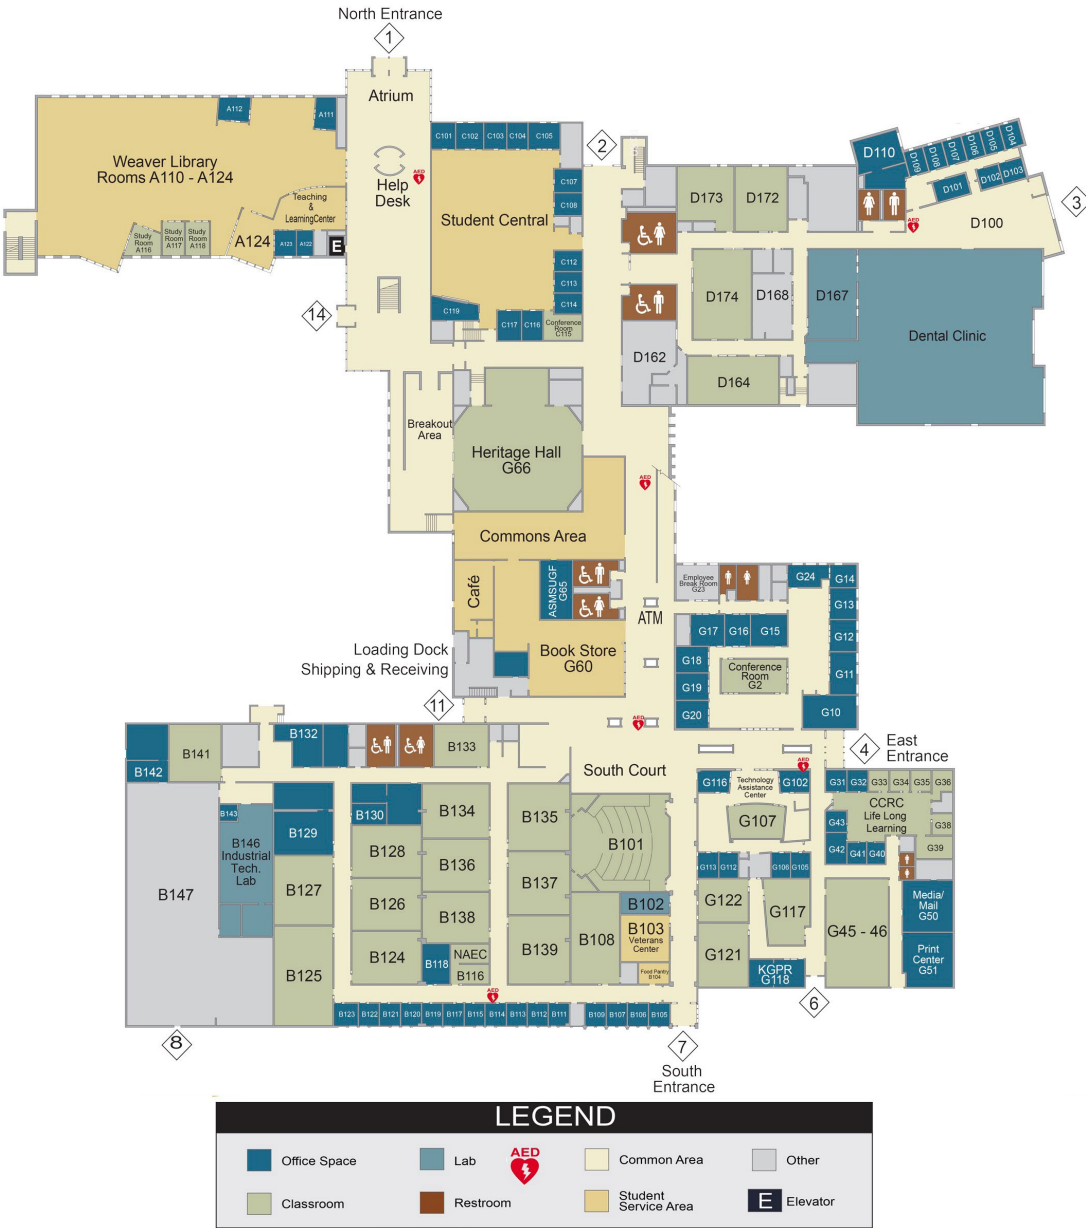 North Entrance
1
Atrium
A112
A111
C101
C102
C103
C104
C105
2
D110
D109
D108
D107
D106
D105
D104
D103
D102
D101
3
Weaver Library
Rooms A110 - A124
Help
Desk
AED
C107
C108
D173
D172
D100
AED
Teaching
&
LearningCenter
Student Central
Study
Room
A116
Study
Room
A117
Study
Room
A118
A124
A123
A122
E
C112
C113
C114
D174
D168
D167
14
C119
C117
C116
Conference
Room
C115
Dental Clinic
D162
D164
Breakout
Area
Heritage Hall
G66
AED
Commons Area
Café
ASMSUGF
G65
Employee
Break Room
G23
G24
G14
G13
G12
G11
G10
ATM
G17
G16
G15
G18
G19
G20
Conference
Room
G2
Loading Dock
Shipping & Receiving
Book Store
G60
11
AED
4
East
Entrance
B141
B142
B132
B133
South Court
AED
G116
Technology
Assistance
Center
G102
G31
G32
G33
G34
G35
G36
CCRC
Life Long
Learning
G43
G42
G41
G40
G38
G39
G107
B143
B146
Industrial
Tech.
Lab
B129
B130
B134
B135
B101
B128
B136
B127
B137
B147
B126
B138
B102
B103
Veterans
Center
B108
B124
B118
NAEC
B116
B139
B125
Food Pantry
B104
G113
G112
G106
G105
G122
G117
G121
KGPR
G118
G45 - 46
Media/
Mail
G50
Print
Center
G51
AED
B123
B122
B121
B120
B119
B117
B115
B114
B113
B112
B111
B109
B107
B106
B105
6
8
7
South
Entrance
LEGEND
Office Space
Lab
AED
Common Area
Other
Classroom
Restroom
Student
Service Area
E
Elevator